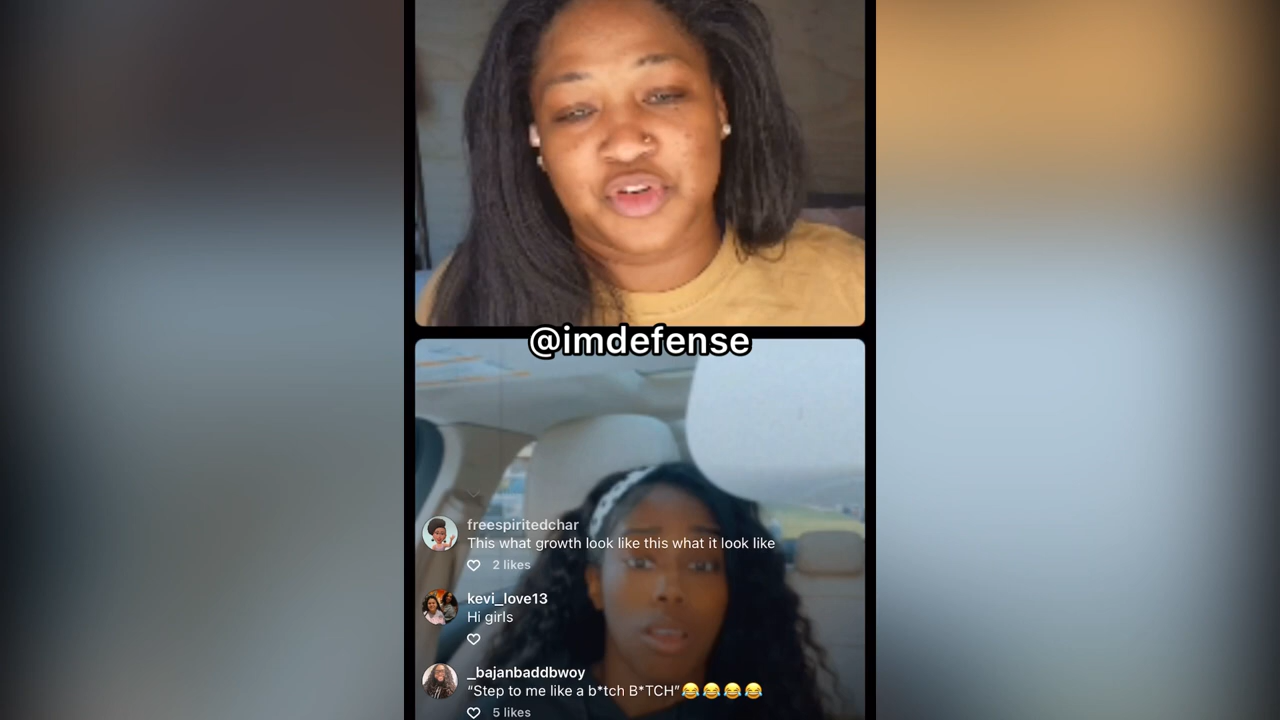 @imdefense
freespiritedchar
This what growth look like this what it look like
2 likes
kevi_love13
Hi girls
_bajanbaddbwoy
“Step to me like a b*tch B*TCH”😂😂😂😂
5 likes